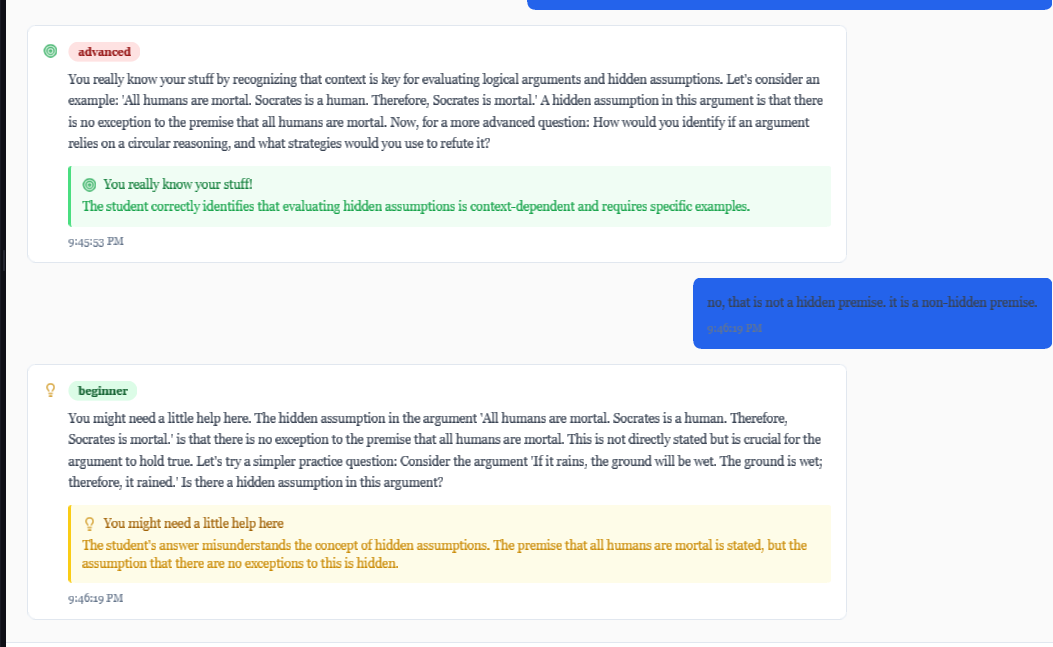 advanced
You really know your stuff by recognizing that context is key for evaluating logical arguments and hidden assumptions. Let's consider an
example: 'All humans are mortal. Socrates is a human. Therefore, Socrates is mortal.' A hidden assumption in this argument is that there
is no exception to the premise that all humans are mortal. Now, for a more advanced question: How would you identify if an argument
relies on a circular reasoning, and what strategies would you use to refute it?
You really know your stuff!
The student correctly identifies that evaluating hidden assumptions is context-dependent and requires specific examples.
9:45:53 PM
no, that is not a hidden premise. it is a non-hidden premise.
9:46:19 PM
beginner
You might need a little help here. The hidden assumption in the argument 'All humans are mortal. Socrates is a human. Therefore,
Socrates is mortal.' is that there is no exception to the premise that all humans are mortal. This is not directly stated but is crucial for the
argument to hold true. Let's try a simpler practice question: Consider the argument 'If it rains, the ground will be wet. The ground is wet;
therefore, it rained.' Is there a hidden assumption in this argument?
You might need a little help here
The student's answer misunderstands the concept of hidden assumptions. The premise that all humans are mortal is stated, but the
assumption that there are no exceptions to this is hidden.
9:46:19 PM